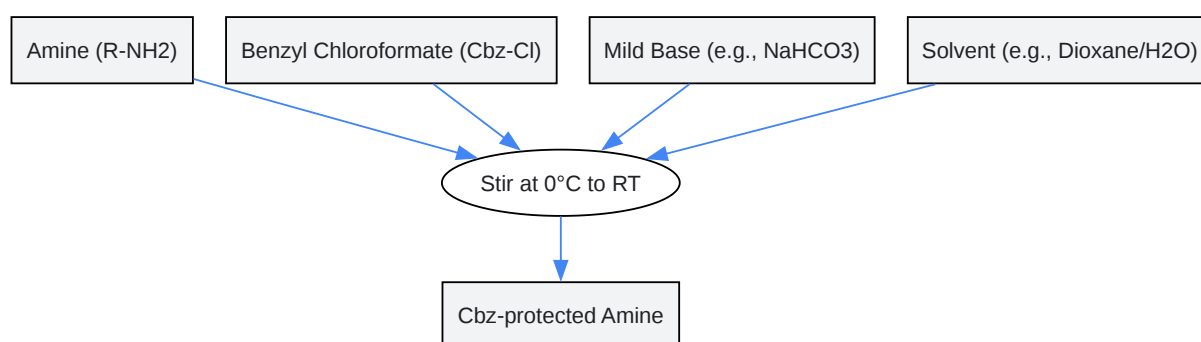 Amine (R-NH2)
Benzyl Chloroformate (Cbz-Cl)
Mild Base (e.g., NaHCO3)
Solvent (e.g., Dioxane/H2O)
Stir at 0°C to RT
Cbz-protected Amine